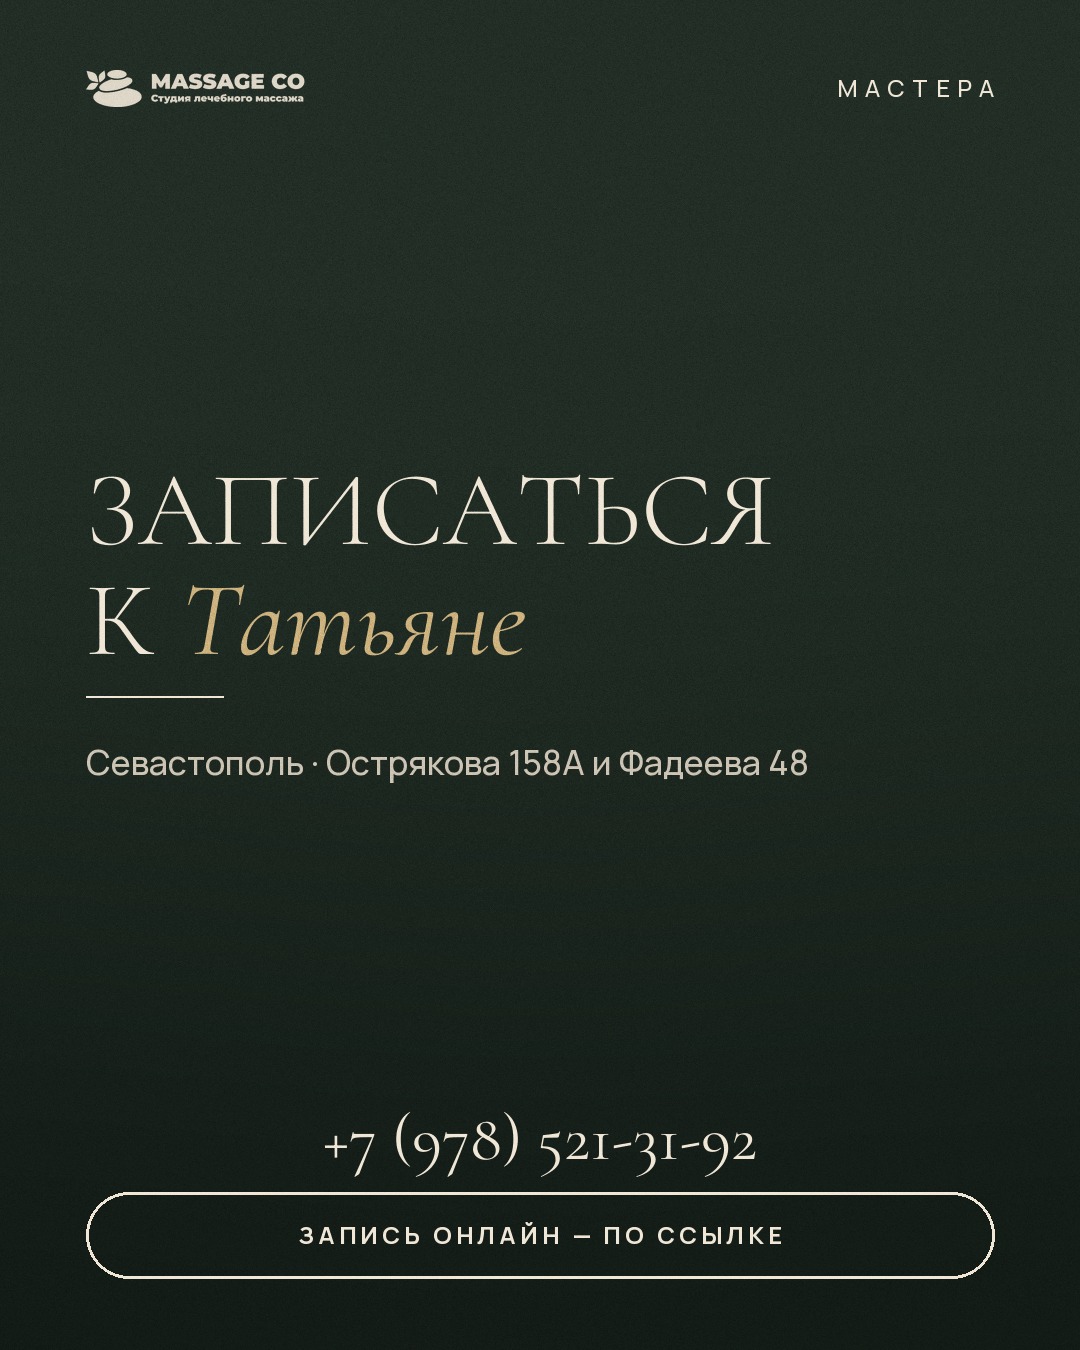 MASSAGE CO
Студия лечебного массажа
МАСТЕРА
ЗАПИСАТЬСЯ
К Татьяне
Севастополь · Острякова 158А и Фадеева 48
+7 (978) 521-31-92
ЗАПИСЬ ОНЛАЙН — ПО ССЫЛКЕ